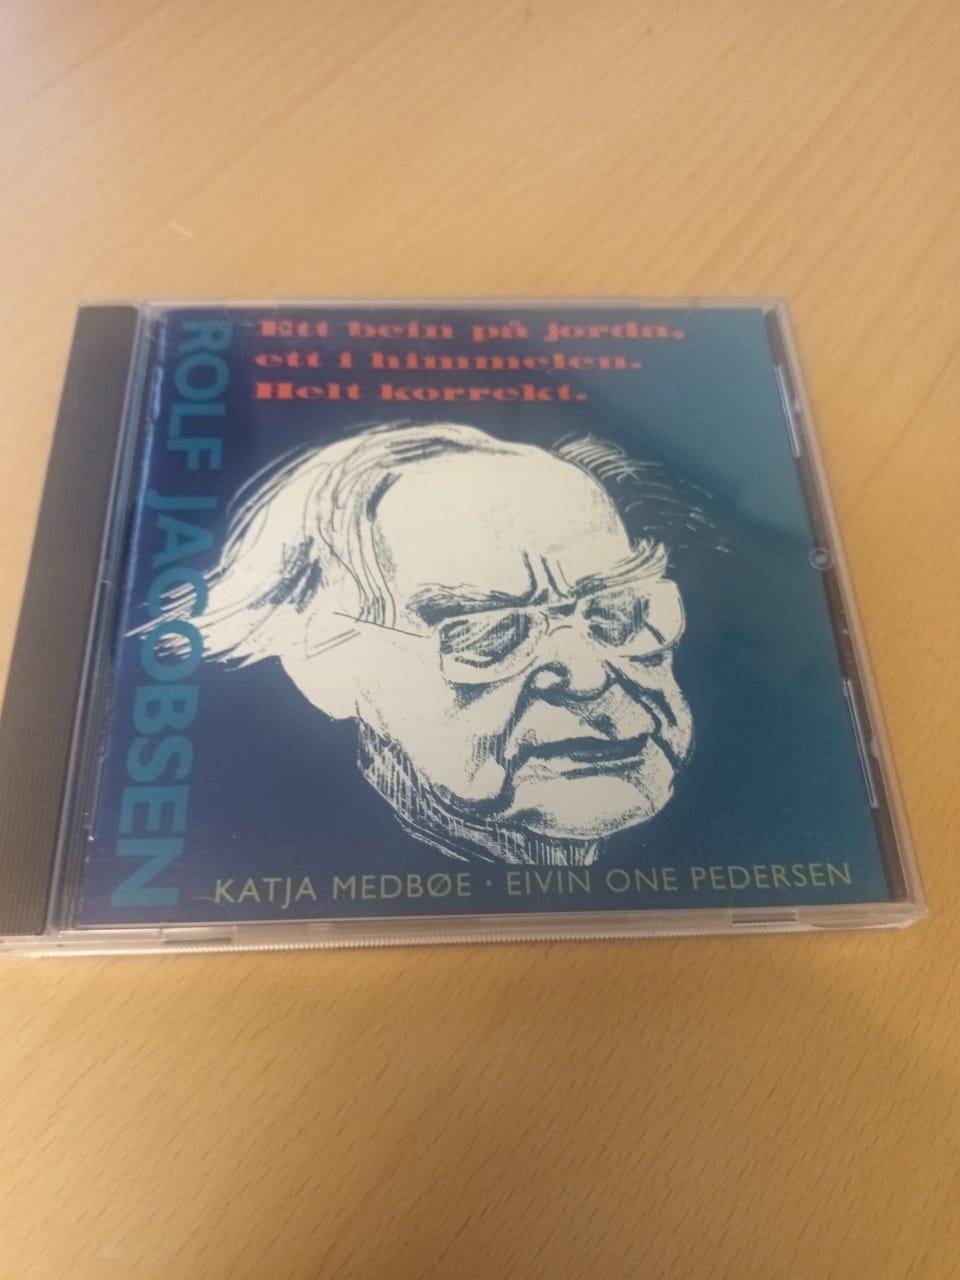 ROLF JACOBSEN
Ett bein på jorda,
ett i himmelen.
Helt korrekt.
KATJA MEDBØE · EIVIN ONE PEDERSEN